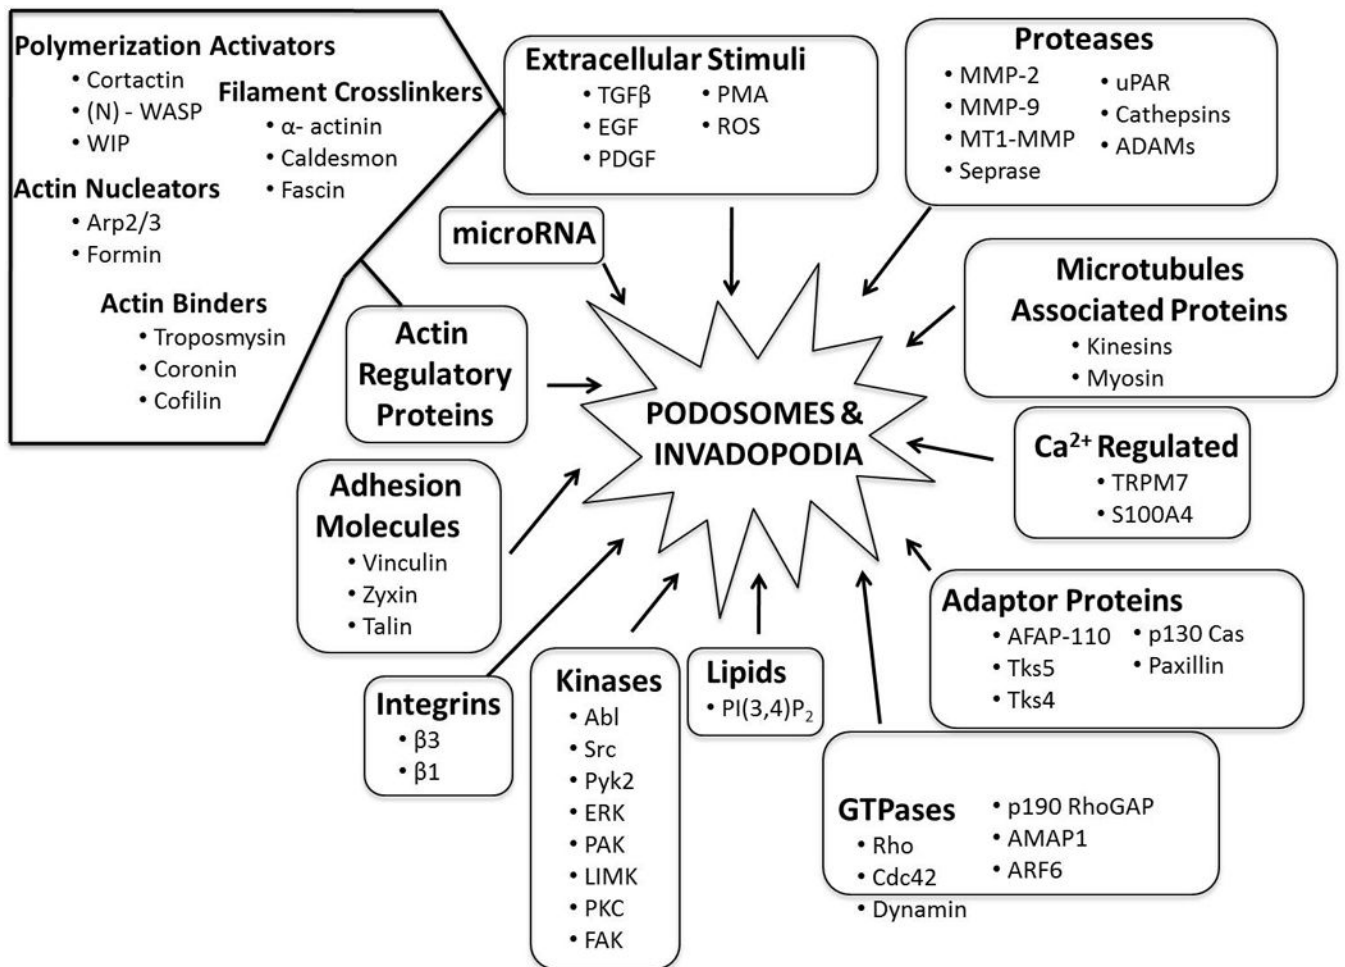 Polymerization Activators
• Cortactin
• (N) - WASP
• WIP
Filament Crosslinkers
• α- actinin
• Caldesmon
• Fascin
Actin Nucleators
• Arp2/3
• Formin
Actin Binders
• Troposmysin
• Coronin
• Cofilin
Extracellular Stimuli
• TGFβ
• EGF
• PDGF
• PMA
• ROS
Proteases
• MMP-2
• MMP-9
• MT1-MMP
• Seprase
• uPAR
• Cathepsins
• ADAMs
microRNA
Actin
Regulatory
Proteins
Microtubules
Associated Proteins
• Kinesins
• Myosin
PODOSOMES &
INVADOPODIA
Ca²⁺ Regulated
• TRPM7
• S100A4
Adhesion
Molecules
• Vinculin
• Zyxin
• Talin
Adaptor Proteins
• AFAP-110
• Tks5
• Tks4
• p130 Cas
• Paxillin
Integrins
• β3
• β1
Kinases
• Abl
• Src
• Pyk2
• ERK
• PAK
• LIMK
• PKC
• FAK
Lipids
• PI(3,4)P₂
GTPases
• Rho
• Cdc42
• Dynamin
• p190 RhoGAP
• AMAP1
• ARF6